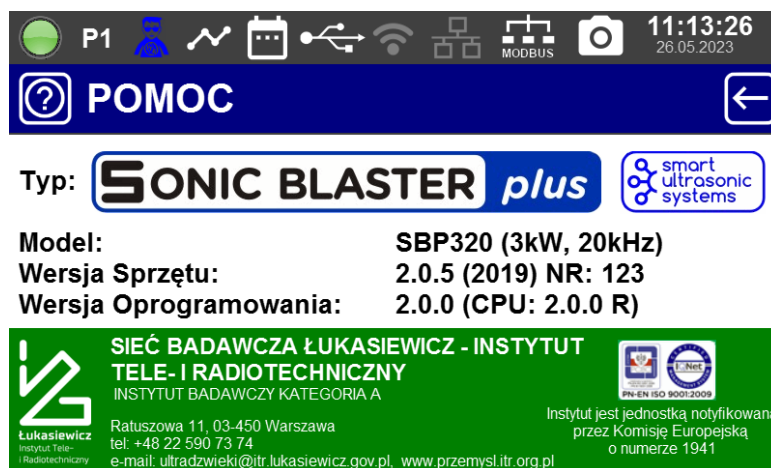 P1 MODBUS 11:13:26
26.05.2023
? POMOC
Typ: SONIC BLASTER plus
smart
ultrasonic
systems
Model: SBP320 (3kW, 20kHz)
Wersja Sprzętu: 2.0.5 (2019) NR: 123
Wersja Oprogramowania: 2.0.0 (CPU: 2.0.0 R)
SIEĆ BADAWCZA ŁUKASIEWICZ - INSTYTUT
TELE- I RADIOTECHNICZNY
INSTYTUT BADAWCZY KATEGORIA A
Ratuszowa 11, 03-450 Warszawa
tel: +48 22 590 73 74
e-mail: ultradzwieki@itr.lukasiewicz.gov.pl, www.przemysl.itr.org.pl
Łukasiewicz
Instytut Tele-
i Radiotechniczny
IQNet
PN-EN ISO 9001:2009
Instytut jest jednostką notyfikowana
przez Komisję Europejską
o numerze 1941